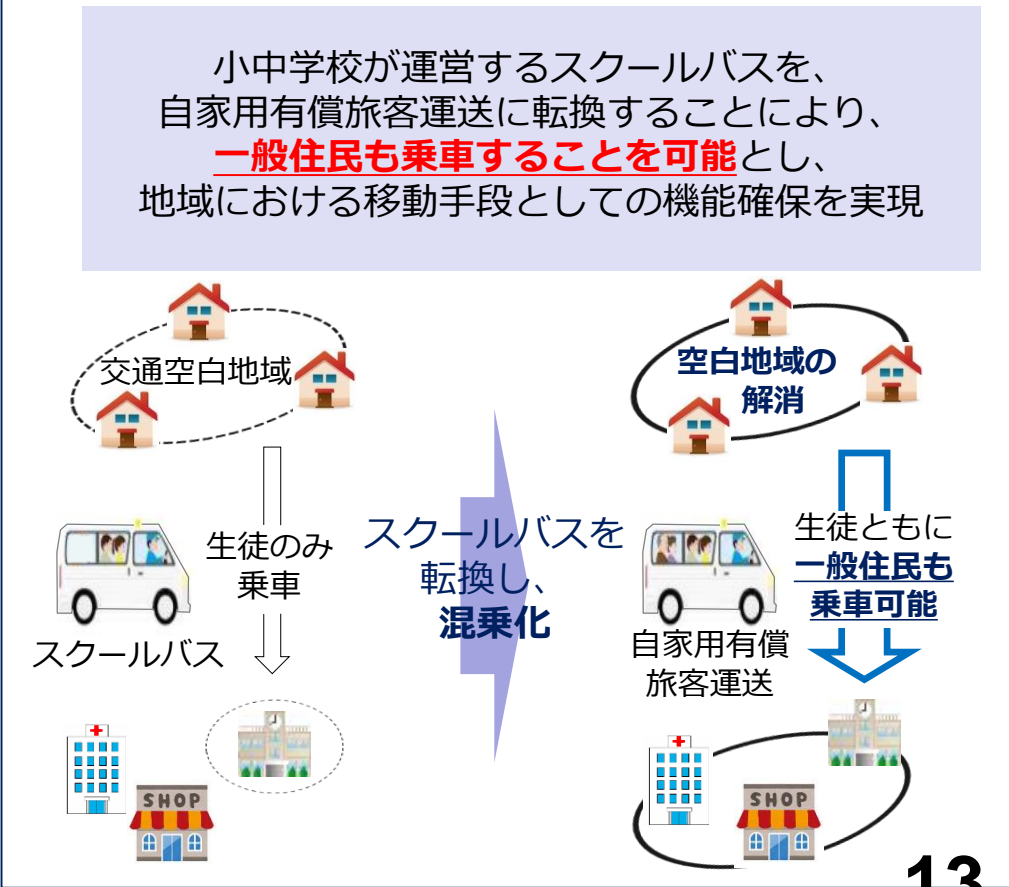 小中学校が運営するスクールバスを、
自家用有償旅客運送に転換することにより、
一般住民も乗車することを可能とし、
地域における移動手段としての機能確保を実現
交通空白地域
生徒のみ
乗車
スクールバス
SHOP
スクールバスを
転換し、
混乗化
空白地域の
解消
生徒ともに
一般住民も
乗車可能
自家用有償
旅客運送
SHOP
13